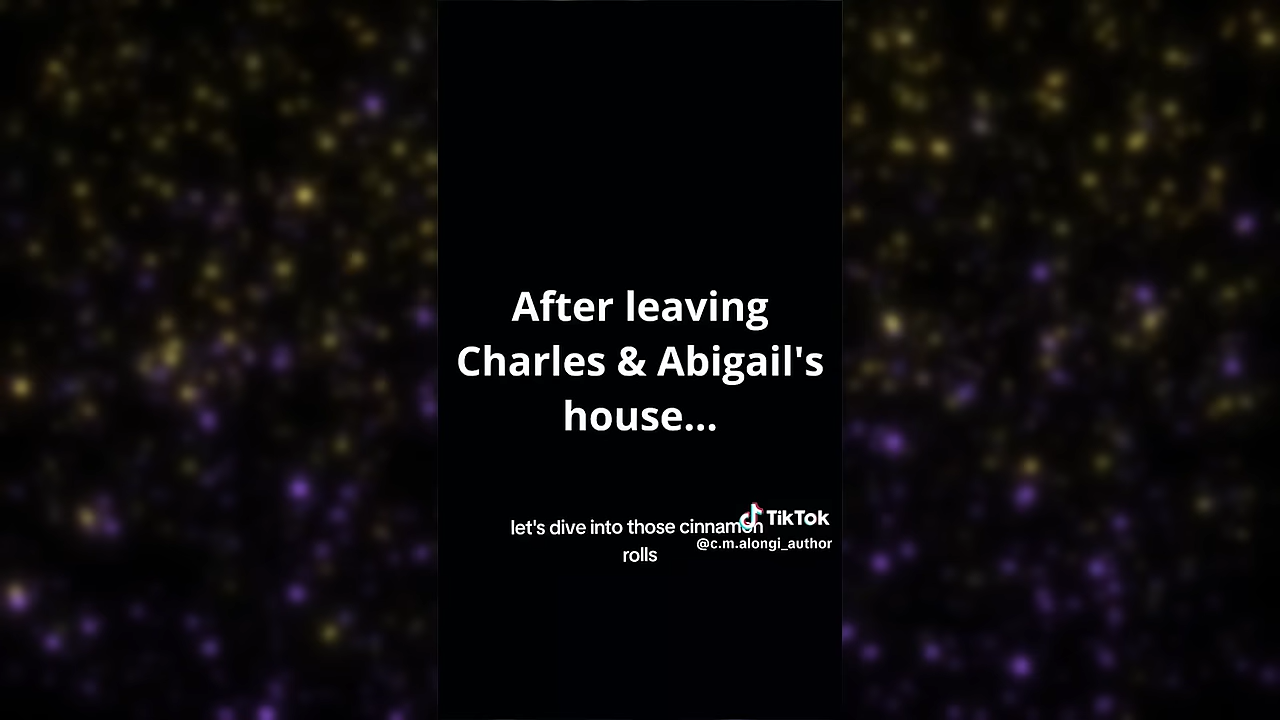 After leaving
Charles & Abigail's
house...
let's dive into those cinnamon
rolls
TikTok
@c.m.alongi_author